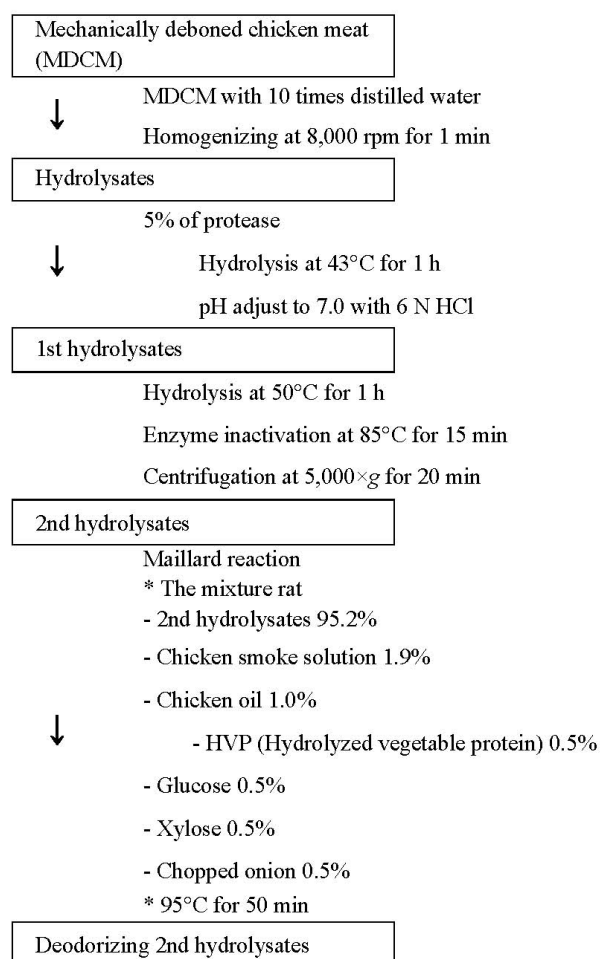 Mechanically deboned chicken meat
(MDCM)
MDCM with 10 times distilled water
↓
Homogenizing at 8,000 rpm for 1 min
Hydrolysates
5% of protease
↓
Hydrolysis at 43°C for 1 h
pH adjust to 7.0 with 6 N HCl
1st hydrolysates
Hydrolysis at 50°C for 1 h
Enzyme inactivation at 85°C for 15 min
Centrifugation at 5,000×g for 20 min
2nd hydrolysates
Maillard reaction
* The mixture rat
- 2nd hydrolysates 95.2%
- Chicken smoke solution 1.9%
- Chicken oil 1.0%
↓
- HVP (Hydrolyzed vegetable protein) 0.5%
- Glucose 0.5%
- Xylose 0.5%
- Chopped onion 0.5%
* 95°C for 50 min
Deodorizing 2nd hydrolysates